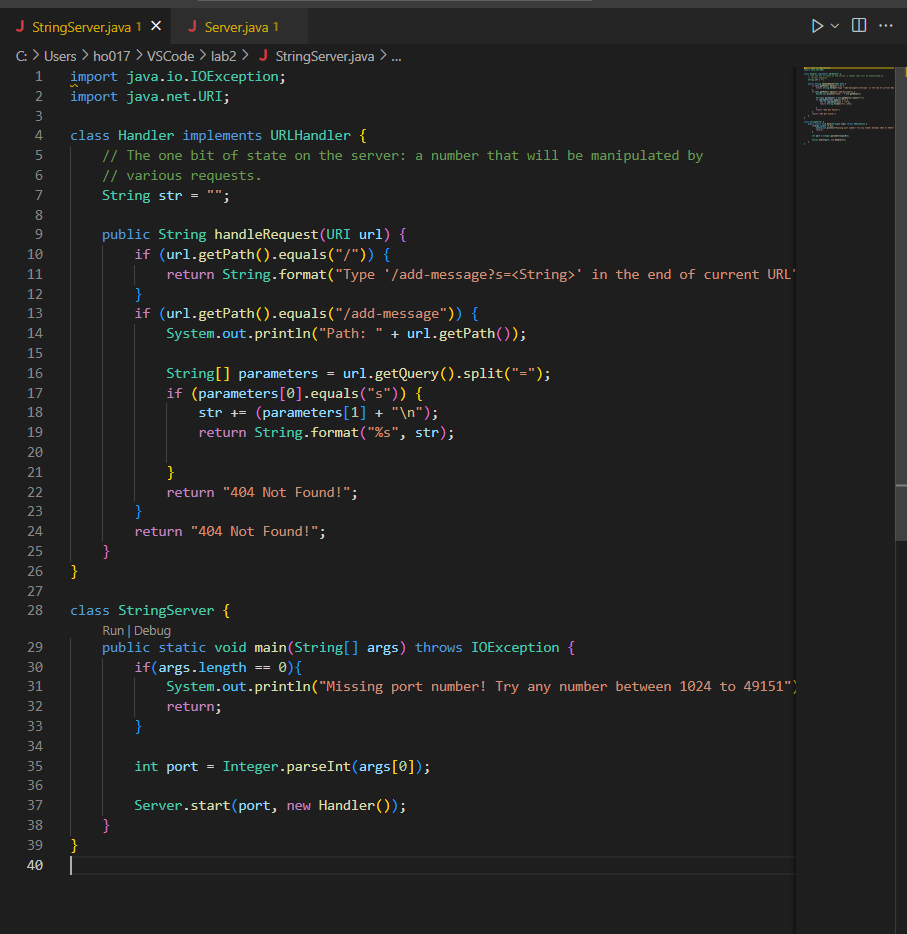 StringServer.java 1
Server.java 1
C: > Users > ho017 > VSCode > lab2 > StringServer.java > ...
1 import java.io.IOException;
2 import java.net.URI;
3
4 class Handler implements URLHandler {
5 // The one bit of state on the server: a number that will be manipulated by
6 // various requests.
7 String str = "";
8
9 public String handleRequest(URI url) {
10 if (url.getPath().equals("/")) {
11 return String.format("Type '/add-message?s=<String>' in the end of current URL"
12 }
13 if (url.getPath().equals("/add-message")) {
14 System.out.println("Path: " + url.getPath());
15
16 String[] parameters = url.getQuery().split("=");
17 if (parameters[0].equals("s")) {
18 str += (parameters[1] + "\n");
19 return String.format("%s", str);
20
21 }
22 return "404 Not Found!";
23 }
24 return "404 Not Found!";
25 }
26 }
27
28 class StringServer {
Run | Debug
29 public static void main(String[] args) throws IOException {
30 if(args.length == 0){
31 System.out.println("Missing port number! Try any number between 1024 to 49151")
32 return;
33 }
34
35 int port = Integer.parseInt(args[0]);
36
37 Server.start(port, new Handler());
38 }
39 }
40